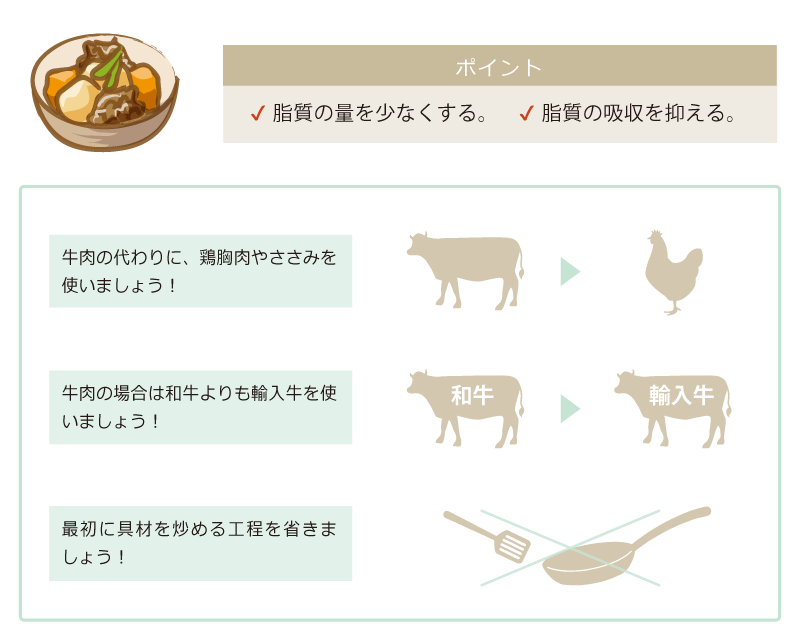 ポイント
✓ 脂質の量を少なくする。 ✓ 脂質の吸収を抑える。
牛肉の代わりに、鶏胸肉やささみを
使いましょう！
牛肉の場合は和牛よりも輸入牛を使
いましょう！
和牛
輸入牛
最初に具材を炒める工程を省きま
しょう！